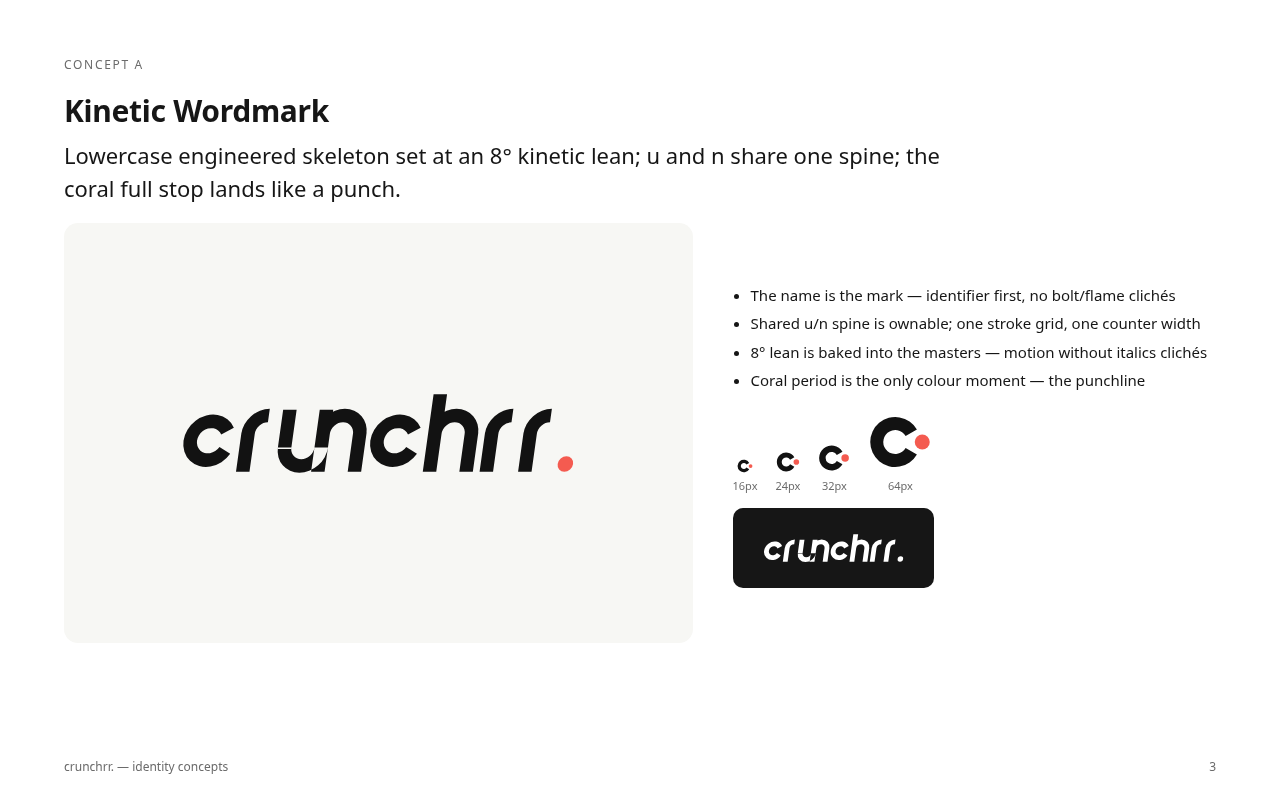 CONCEPT A
Kinetic Wordmark
Lowercase engineered skeleton set at an 8° kinetic lean; u and n share one spine; the
coral full stop lands like a punch.
crunchrr.
• The name is the mark — identifier first, no bolt/flame clichés
• Shared u/n spine is ownable; one stroke grid, one counter width
• 8° lean is baked into the masters — motion without italics clichés
• Coral period is the only colour moment — the punchline
c. c. c. c.
16px 24px 32px 64px
crunchrr.
crunchrr. — identity concepts
3